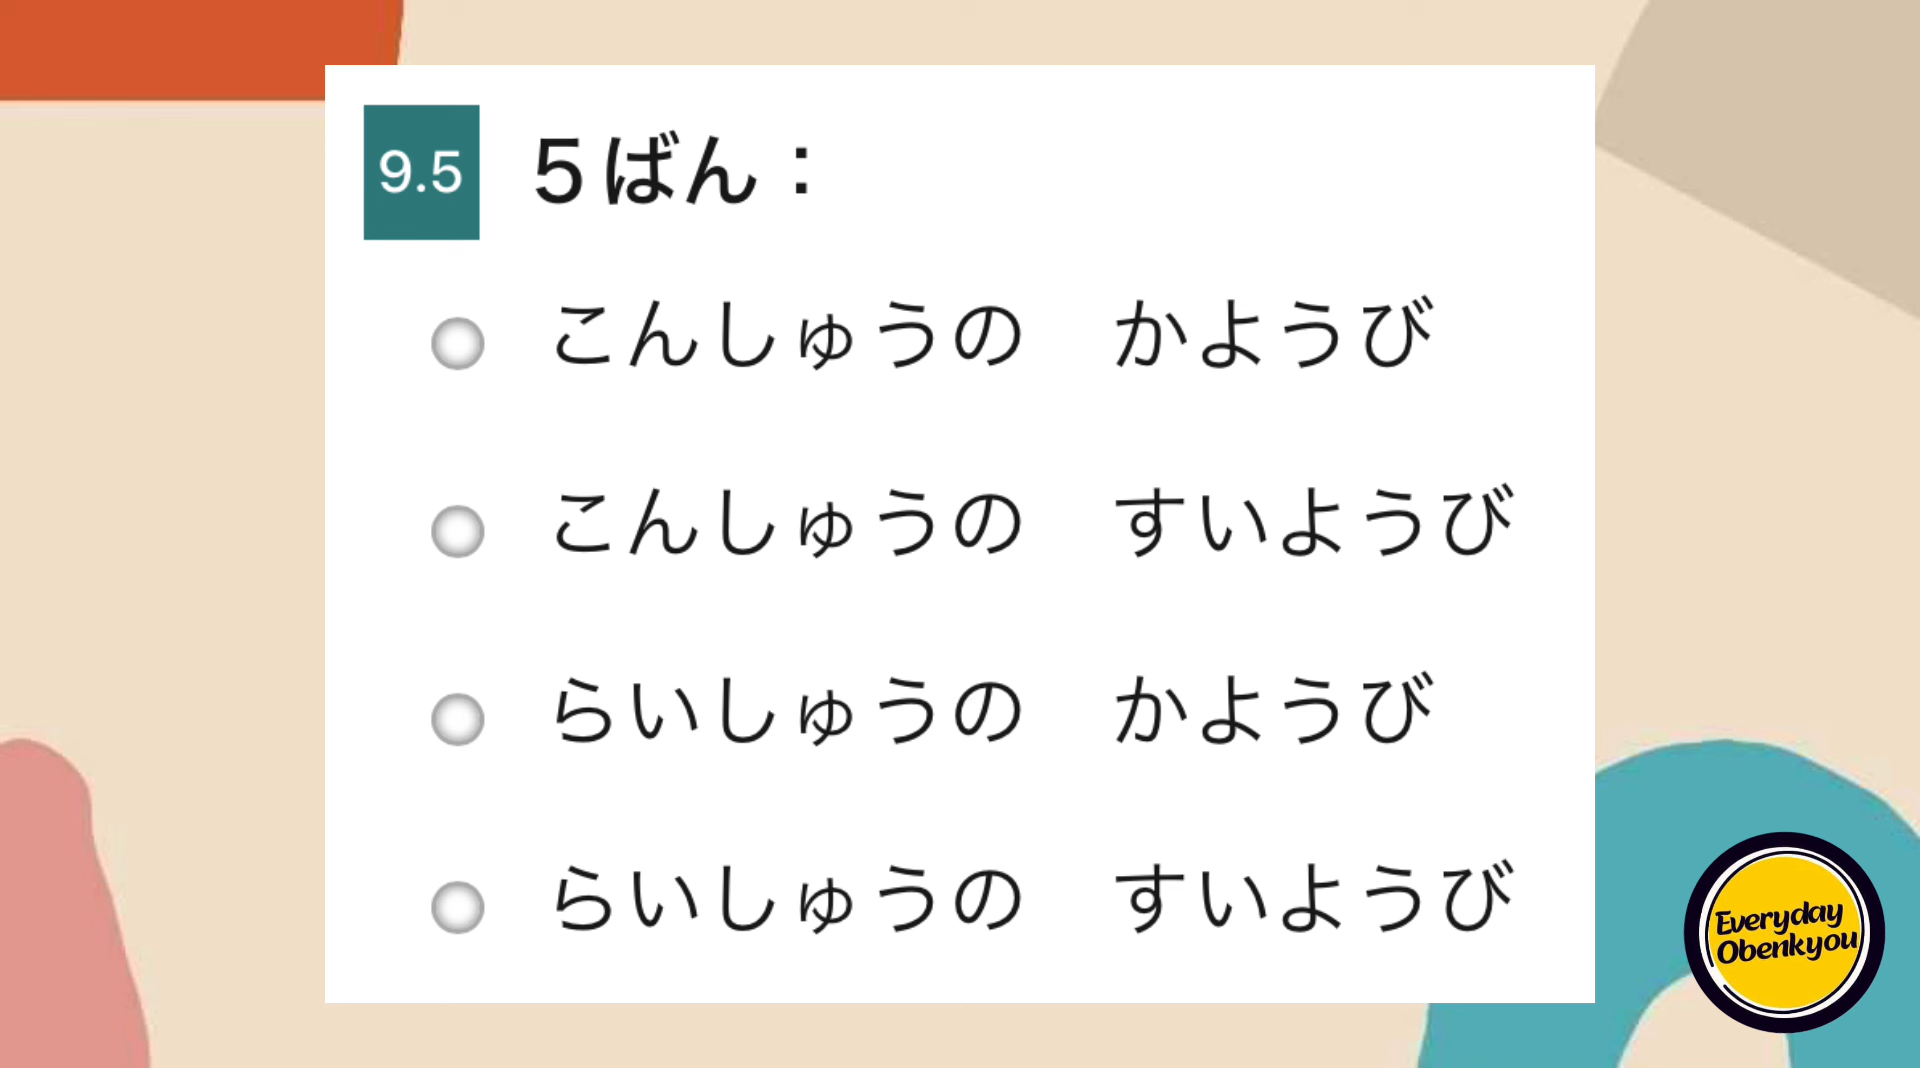 9.5 5ばん：
こんしゅうの　かようび
こんしゅうの　すいようび
らいしゅうの　かようび
らいしゅうの　すいようび
Everyday
Obenkyou